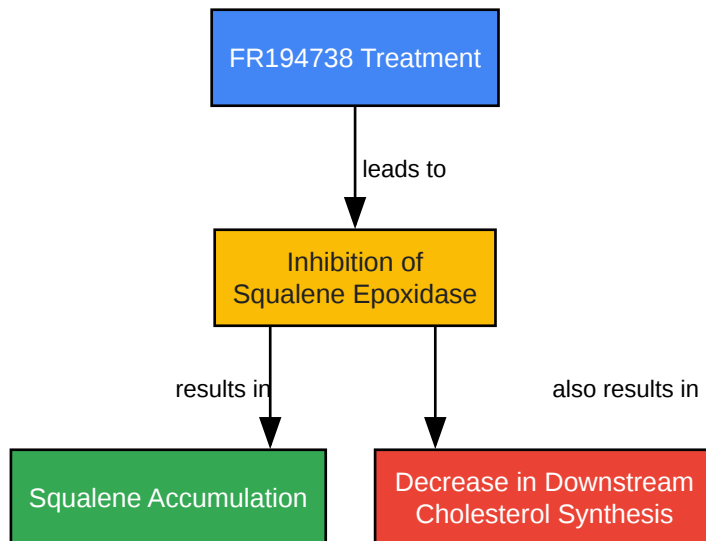 FR194738 Treatment
leads to
Inhibition of
Squalene Epoxidase
results in
also results in
Squalene Accumulation
Decrease in Downstream
Cholesterol Synthesis